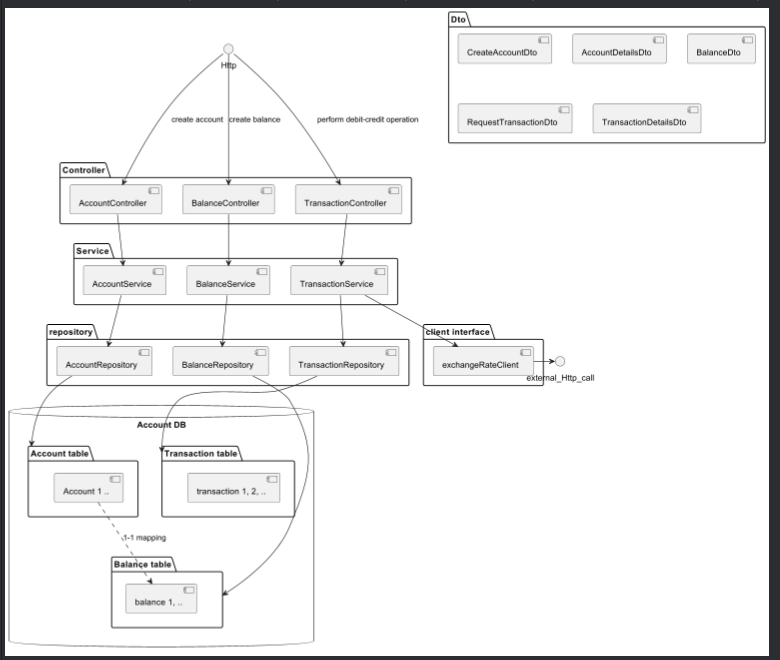 Dto
CreateAccountDto
AccountDetailsDto
BalanceDto
RequestTransactionDto
TransactionDetailsDto
Http
create account
create balance
perform debit-credit operation
Controller
AccountController
BalanceController
TransactionController
Service
AccountService
BalanceService
TransactionService
repository
AccountRepository
BalanceRepository
TransactionRepository
client interface
exchangeRateClient
external_Http_call
Account DB
Account table
Account 1 ..
Transaction table
transaction 1, 2, ..
1-1 mapping
Balance table
balance 1, ..